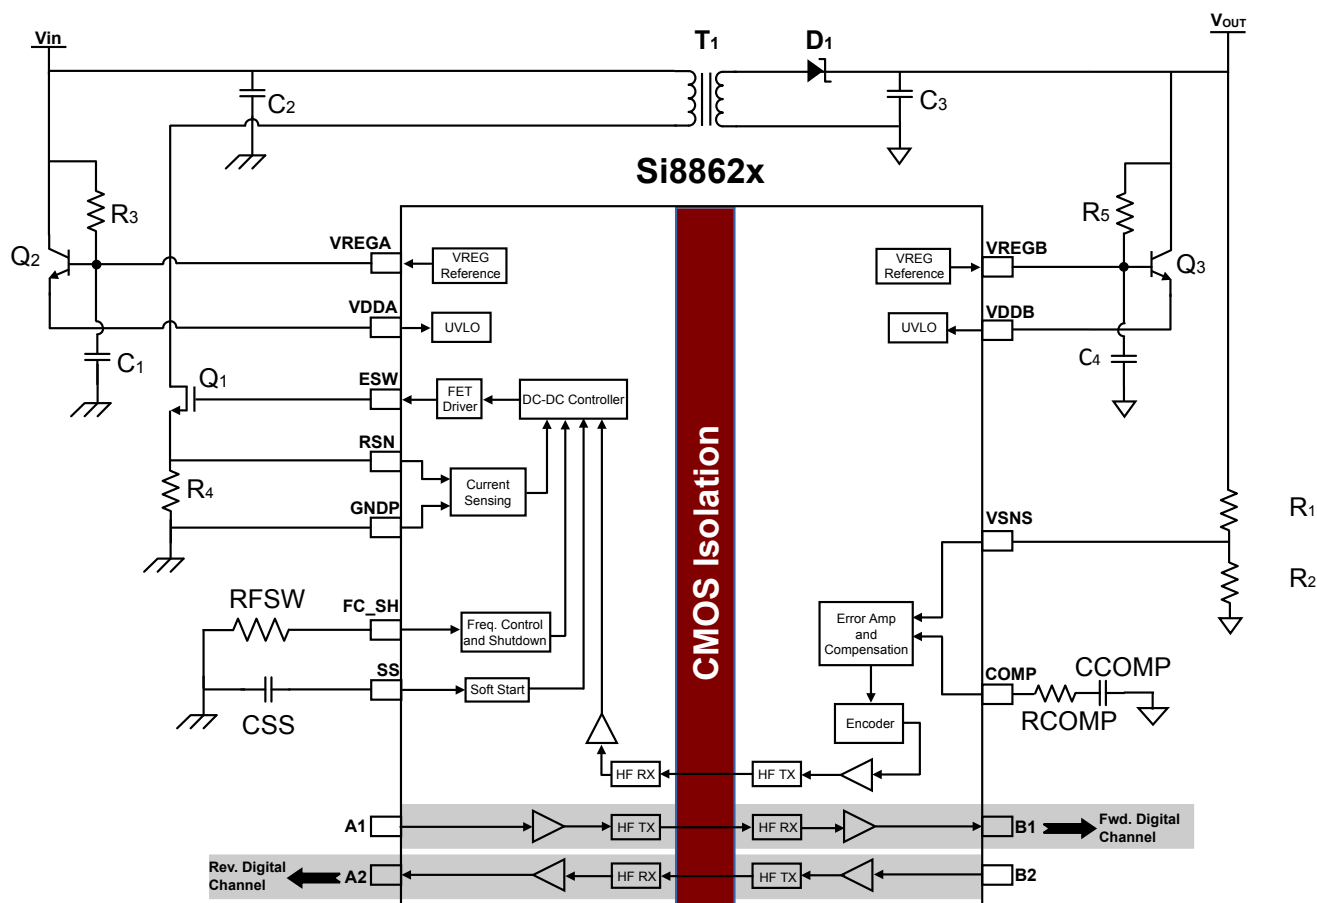 Vin
T1
D1
VOUT
C2
C3
Si8862x
R3
R5
Q2
VREGA
VREG
Reference
VREG
Reference
VREGB
Q3
VDDA
UVLO
UVLO
VDDB
C1
C4
Q1
ESW
FET
Driver
DC-DC Controller
RSN
R4
Current
Sensing
GNDP
CMOS Isolation
VSNS
R1
R2
RFSW
FC_SH
Freq. Control
and Shutdown
Error Amp
and
Compensation
SS
Soft Start
CSS
COMP
CCOMP
RCOMP
Encoder
HF RX
HF TX
A1
HF TX
HF RX
B1
Fwd. Digital
Channel
Rev. Digital
Channel
A2
HF RX
HF TX
B2